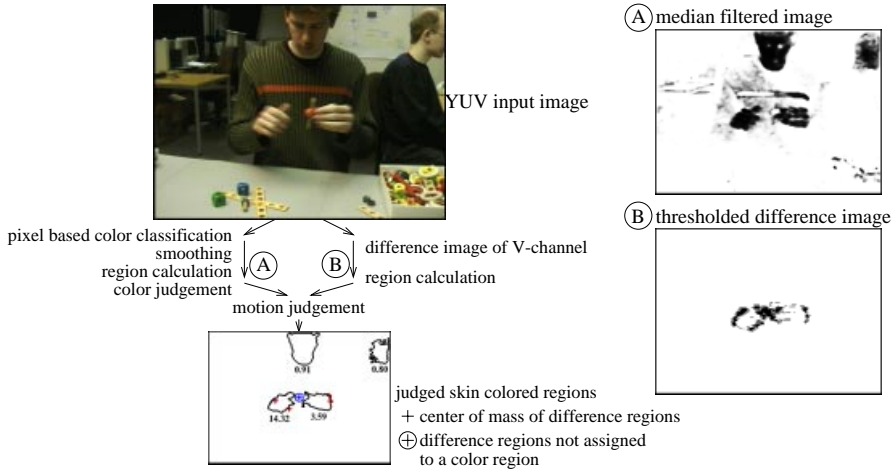 A median filtered image
YUV input image
B thresholded difference image
pixel based color classification
smoothing
region calculation
color judgement
A
B
difference image of V-channel
region calculation
motion judgement
0.91
0.80
14.32
3.59
judged skin colored regions
+ center of mass of difference regions
⊕ difference regions not assigned
to a color region